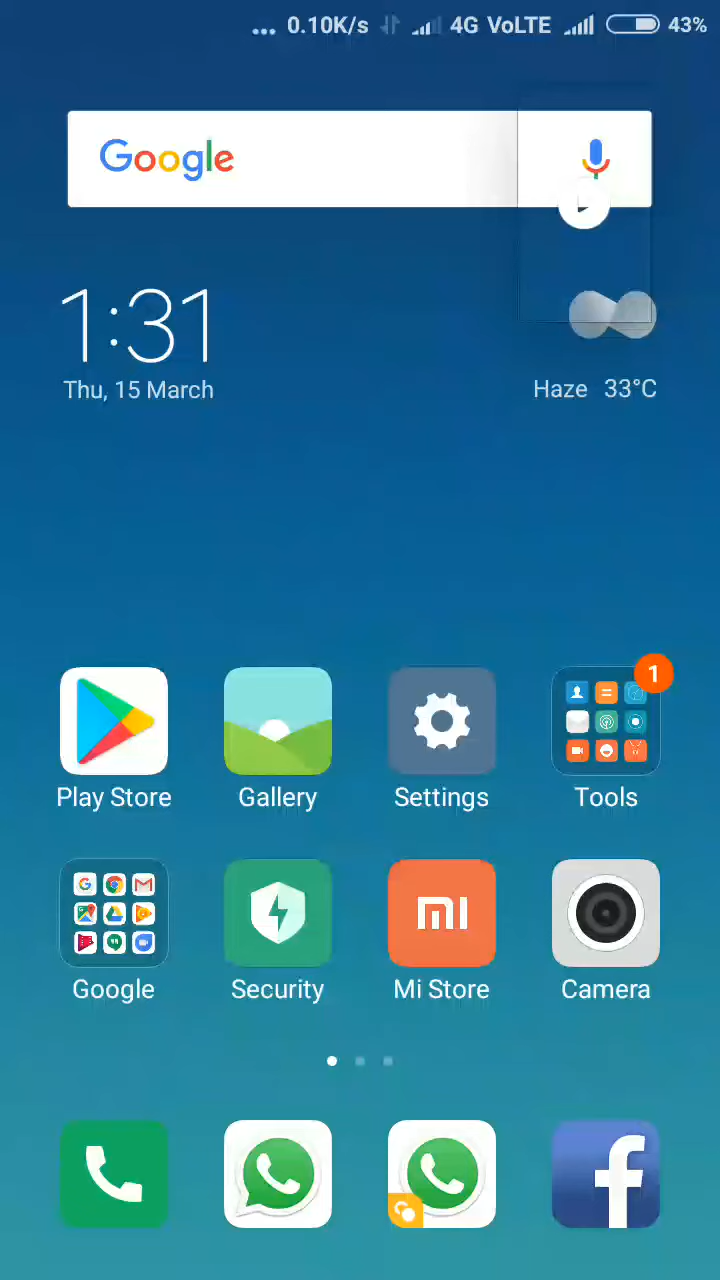 ... 0.10K/s 4G VoLTE 43%
Google
1:31
Thu, 15 March
Haze 33°C
1
Play Store Gallery Settings Tools
Google Security Mi Store Camera